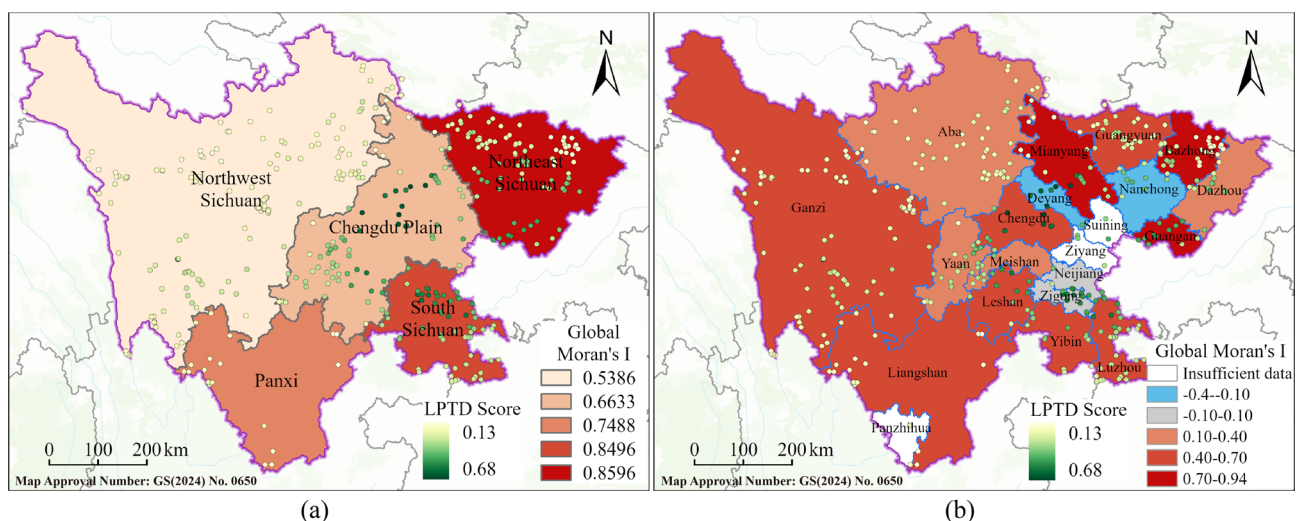 N
Northwest
Sichuan
Northeast
Sichuan
Chengdu Plain
South
Sichuan
Panxi
Global
Moran's I
0.5386
0.6633
0.7488
0.8496
0.8596
LPTD Score
0.13
0.68
0 100 200 km
Map Approval Number: GS(2024) No. 0650
(a)
N
Aba
Guangyuan
Mianyang
Bazhong
Ganzi
Deyang
Nanchong
Dazhou
Chengdu
Suining
Guangan
Ziyang
Yaan
Meishan
Neijiang
Leshan
Zigong
Yibin
Liangshan
Luzhou
Panzhihua
Global Moran's I
Insufficient data
-0.4--0.10
-0.10-0.10
0.10-0.40
0.40-0.70
0.70-0.94
LPTD Score
0.13
0.68
0 100 200 km
Map Approval Number: GS(2024) No. 0650
(b)